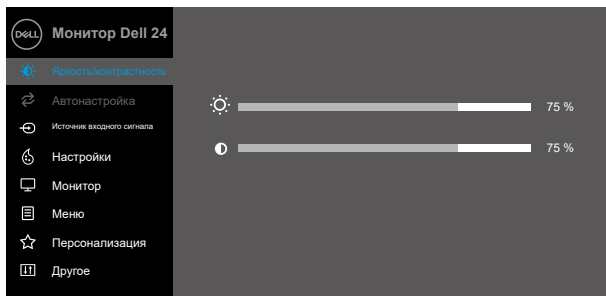 DELL Монитор Dell 24
Яркость/контрастность
Автонастройка
75 %
Источник входного сигнала
Настройки
75 %
Монитор
Меню
Персонализация
Другое